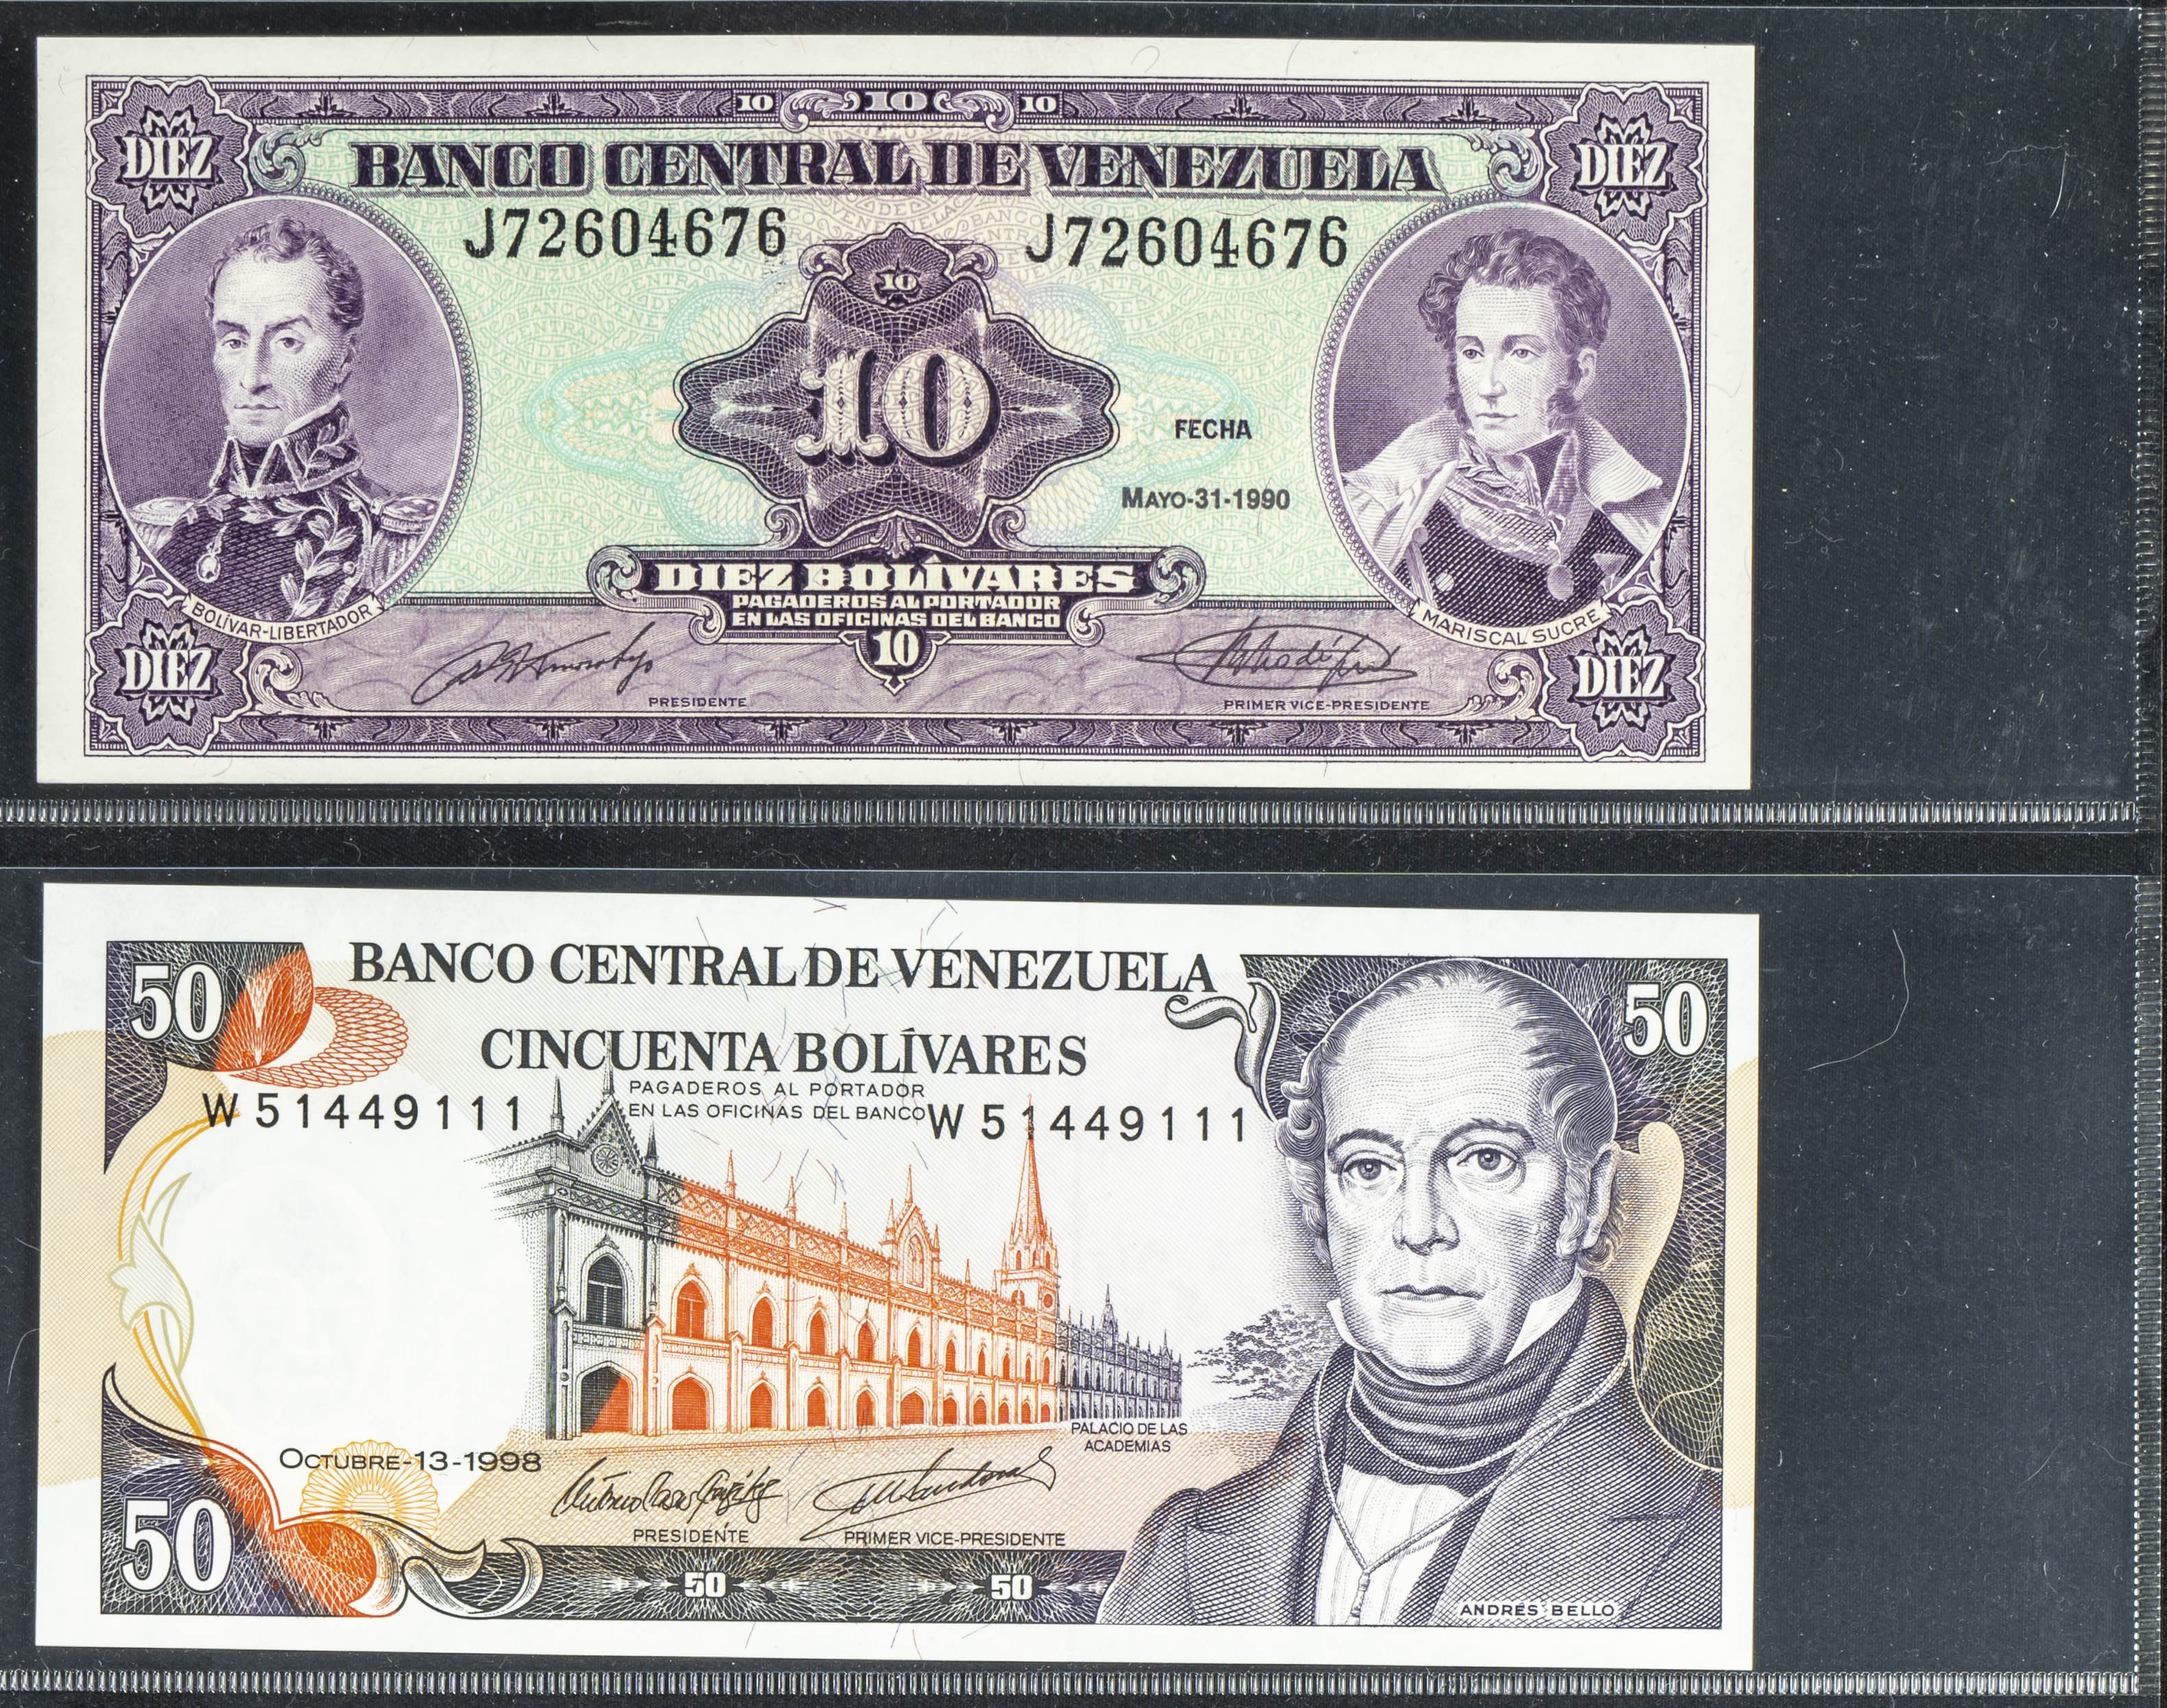 10 10 10
DIEZ DIEZ
BANCO CENTRAL DE VENEZUELA
J72604676 J72604676
10
10
FECHA
MAYO-31-1990
DIEZ BOLÍVARES
PAGADEROS AL PORTADOR
EN LAS OFICINAS DEL BANCO
10
BOLÍVAR-LIBERTADOR
MARISCAL SUCRE
DIEZ DIEZ
PRESIDENTE
PRIMER VICE-PRESIDENTE
50 50
BANCO CENTRAL DE VENEZUELA
CINCUENTA BOLÍVARES
PAGADEROS AL PORTADOR
EN LAS OFICINAS DEL BANCO
W51449111 W51449111
PALACIO DE LAS
ACADEMIAS
OCTUBRE-13-1998
PRESIDENTE
PRIMER VICE-PRESIDENTE
50
50 50
ANDRES BELLO